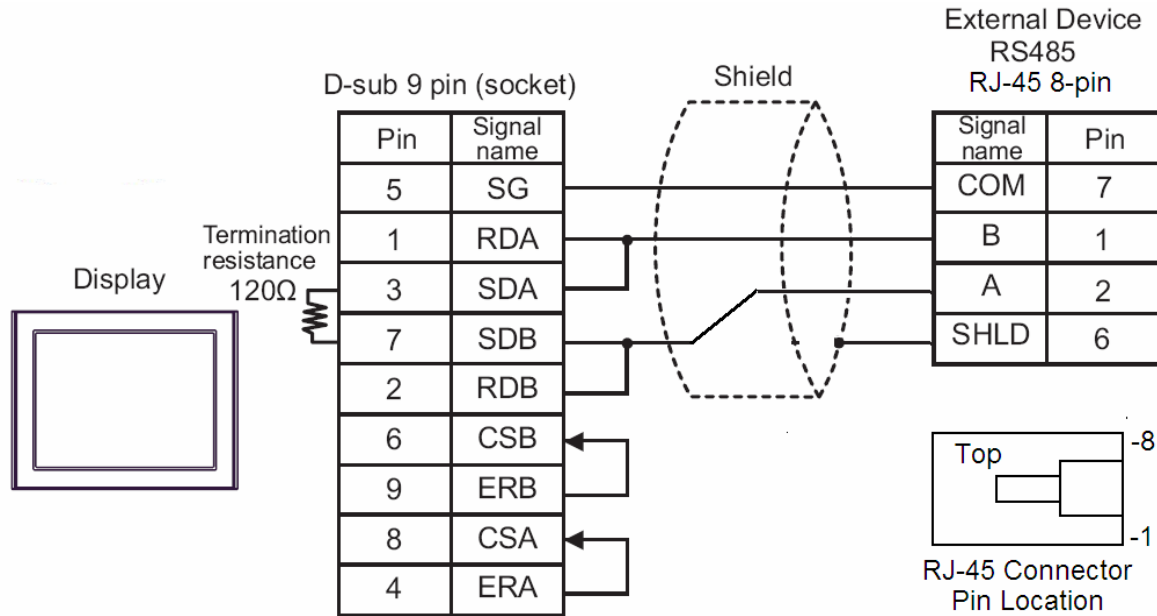 External Device
RS485
RJ-45 8-pin
D-sub 9 pin (socket)
Shield
Pin Signal name
Signal name Pin
5 SG
COM 7
1 RDA
B 1
3 SDA
A 2
7 SDB
SHLD 6
2 RDB
6 CSB
9 ERB
8 CSA
4 ERA
Termination
resistance
120Ω
Display
Top
-8
-1
RJ-45 Connector
Pin Location